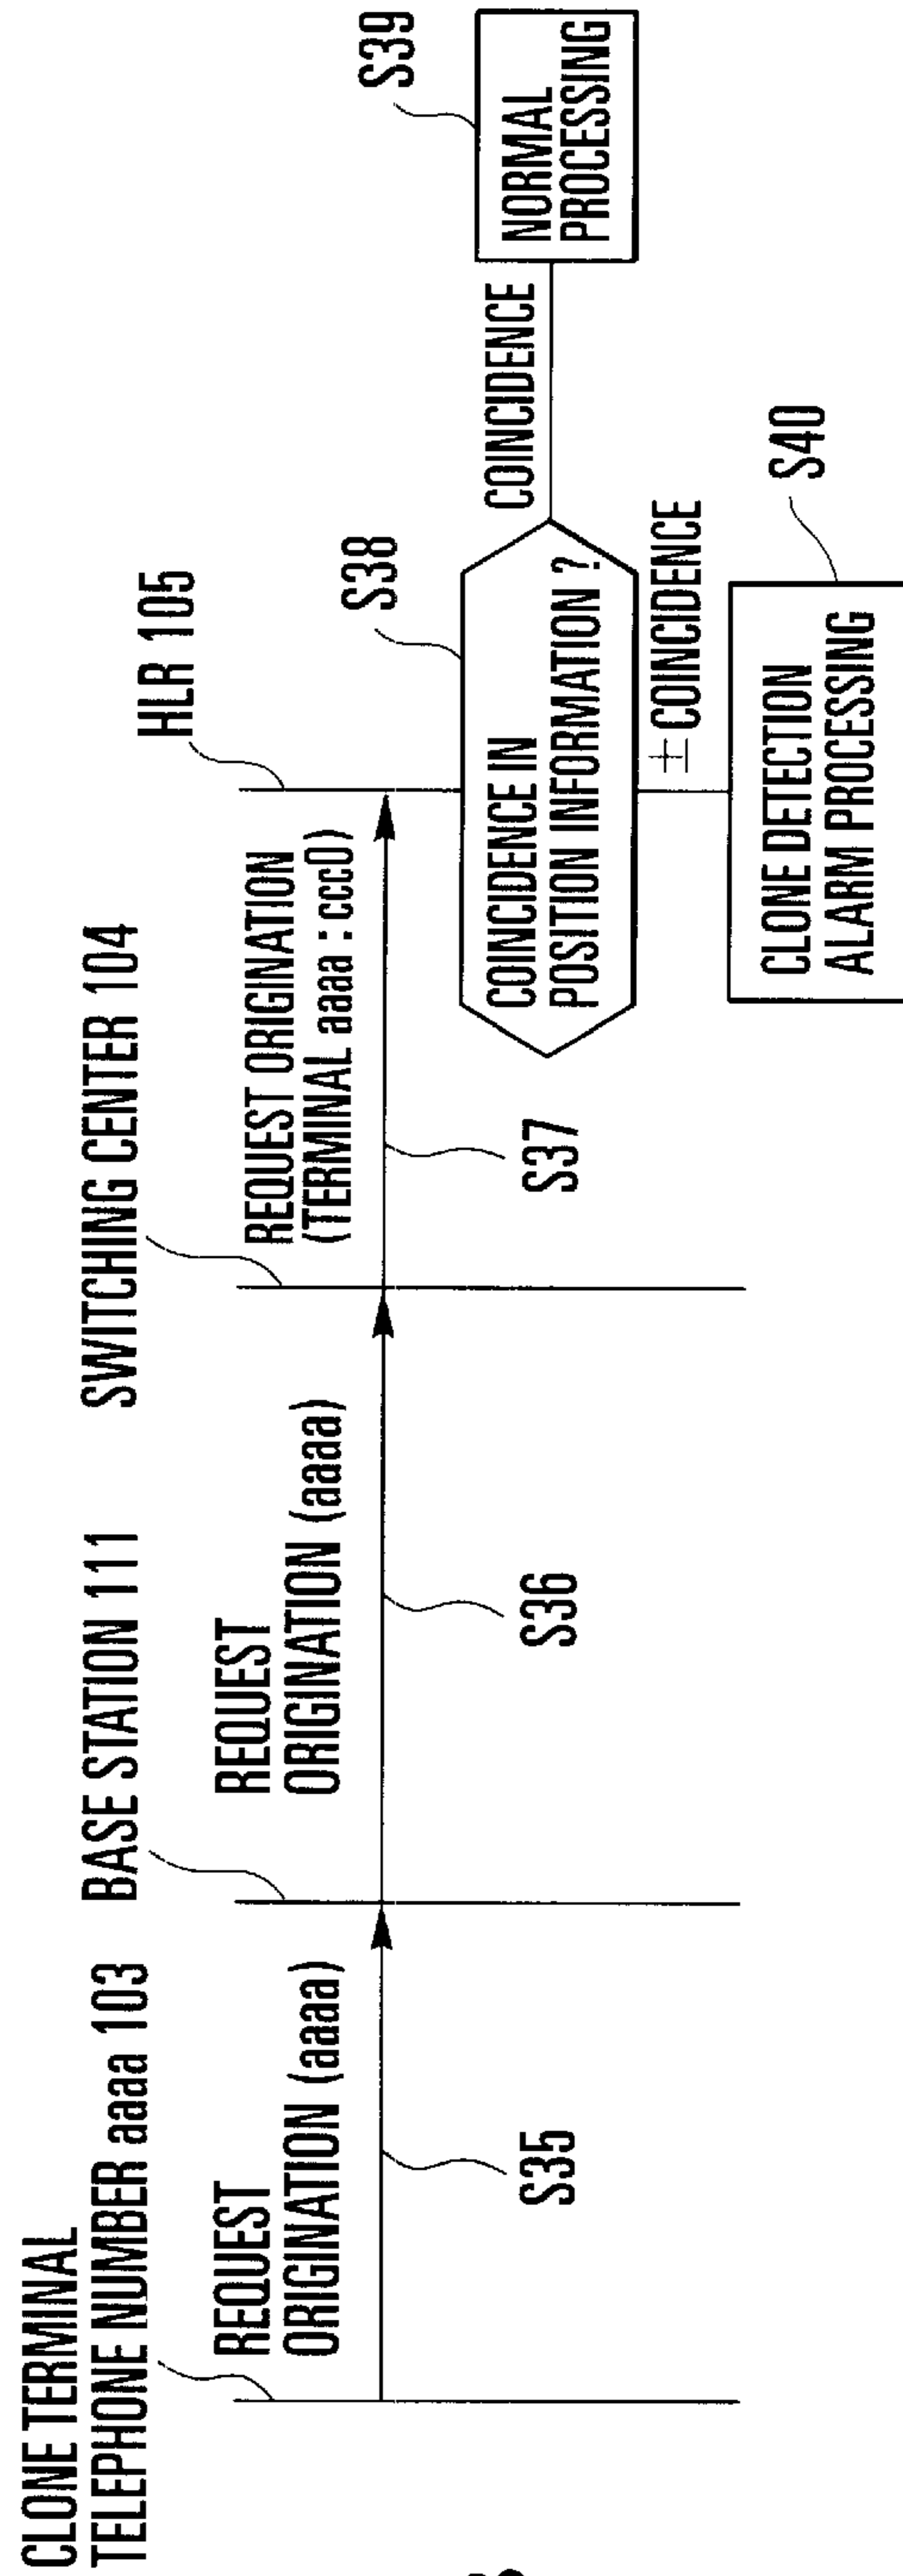 CLONE TERMINAL
TELEPHONE NUMBER aaaa 103
BASE STATION 111
SWITCHING CENTER 104
HLR 105
REQUEST
ORIGINATION (aaaa)
S35
REQUEST
ORIGINATION (aaaa)
S36
REQUEST ORIGINATION
(TERMINAL aaaa : ccc0)
S37
S38
COINCIDENCE IN
POSITION INFORMATION ?
COINCIDENCE
S39
NORMAL
PROCESSING
COINCIDENCE
S40
CLONE DETECTION
ALARM PROCESSING